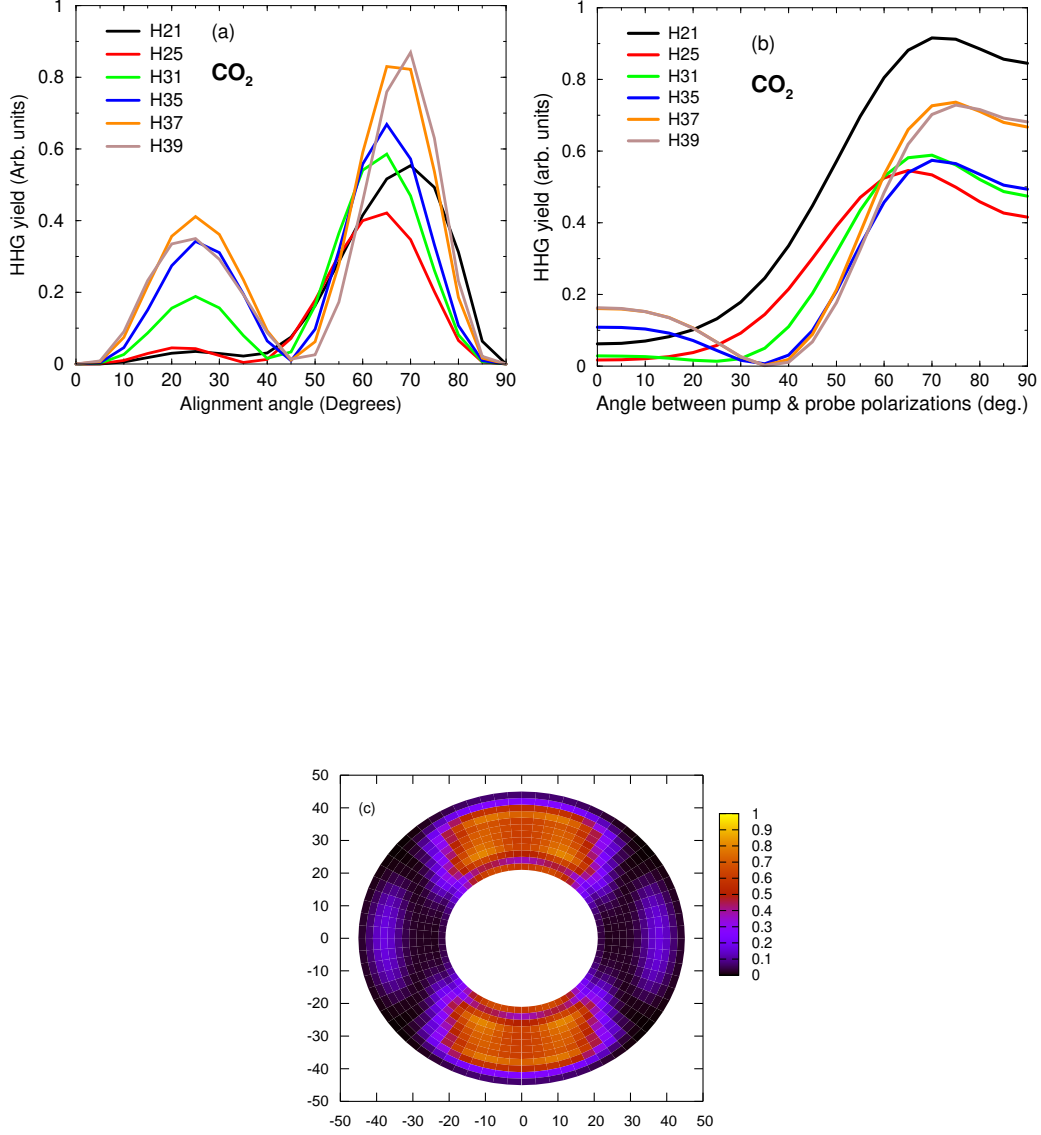 H21
H25
H31
H35
H37
H39
(a)
CO2
HHG yield (Arb. units)
0
0.2
0.4
0.6
0.8
1
0 10 20 30 40 50 60 70 80 90
Alignment angle (Degrees)
H21
H25
H31
H35
H37
H39
(b)
CO2
HHG yield (arb. units)
0
0.2
0.4
0.6
0.8
1
0 10 20 30 40 50 60 70 80 90
Angle between pump & probe polarizations (deg.)
(c)
50
40
30
20
10
0
-10
-20
-30
-40
-50
-50 -40 -30 -20 -10 0 10 20 30 40 50
1
0.9
0.8
0.7
0.6
0.5
0.4
0.3
0.2
0.1
0